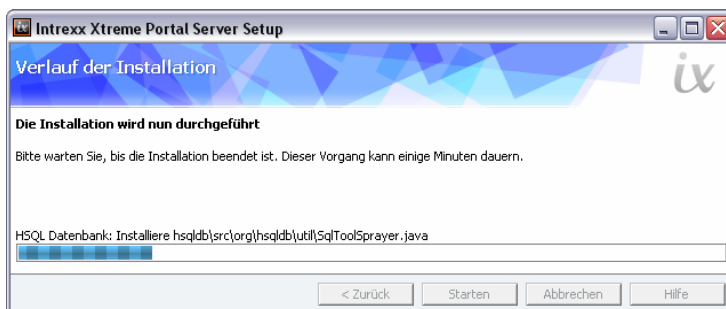 ix Intrexx Xtreme Portal Server Setup
Verlauf der Installation
ix
Die Installation wird nun durchgeführt
Bitte warten Sie, bis die Installation beendet ist. Dieser Vorgang kann einige Minuten dauern.
HSQL Datenbank: Installiere hsqldb\src\org\hsqldb\util\SqlToolSprayer.java
< Zurück Starten Abbrechen Hilfe